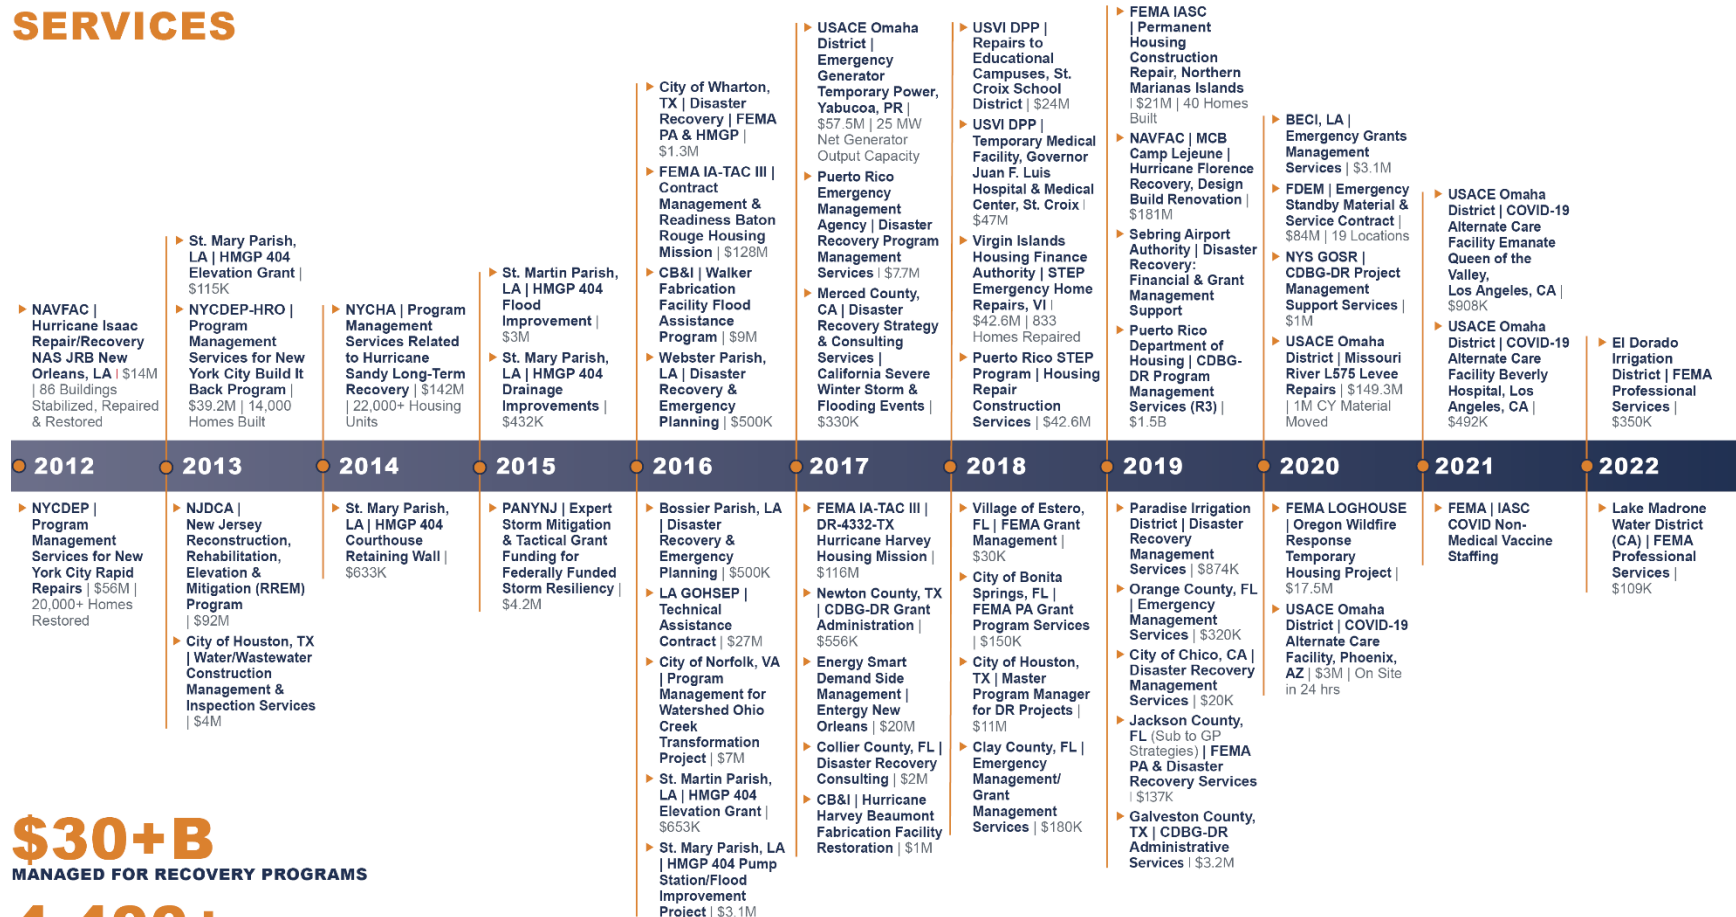 SERVICES
NAVFAC |
Hurricane Isaac
Repair/Recovery
NAS JRB New
Orleans, LA | $14M
| 86 Buildings
Stabilized, Repaired
& Restored
St. Mary Parish,
LA | HMGP 404
Elevation Grant |
$115K
NYCDEP-HRO |
Program
Management
Services for New
York City Build It
Back Program |
$39.2M | 14,000
Homes Built
NYCHA | Program
Management
Services Related
to Hurricane
Sandy Long-Term
Recovery | $142M
| 22,000+ Housing
Units
St. Martin Parish,
LA | HMGP 404
Flood
Improvement |
$3M
St. Mary Parish,
LA | HMGP 404
Drainage
Improvements |
$432K
City of Wharton,
TX | Disaster
Recovery | FEMA
PA & HMGP |
$1.3M
FEMA IA-TAC III |
Contract
Management &
Readiness Baton
Rouge Housing
Mission | $128M
CB&I | Walker
Fabrication
Facility Flood
Assistance
Program | $9M
Webster Parish,
LA | Disaster
Recovery &
Emergency
Planning | $500K
USACE Omaha
District |
Emergency
Generator
Temporary Power,
Yabucoa, PR |
$57.5M | 25 MW
Net Generator
Output Capacity
Puerto Rico
Emergency
Management
Agency | Disaster
Recovery Program
Management
Services | $7.7M
Merced County,
CA | Disaster
Recovery Strategy
& Consulting
Services |
California Severe
Winter Storm &
Flooding Events |
$330K
USVI DPP |
Repairs to
Educational
Campuses, St.
Croix School
District | $24M
USVI DPP |
Temporary Medical
Facility, Governor
Juan F. Luis
Hospital & Medical
Center, St. Croix |
$47M
Virgin Islands
Housing Finance
Authority | STEP
Emergency Home
Repairs, VI |
$42.6M | 833
Homes Repaired
Puerto Rico STEP
Program | Housing
Repair
Construction
Services | $42.6M
FEMA IASC
| Permanent
Housing
Construction
Repair, Northern
Marianas Islands
| $21M | 40 Homes
Built
NAVFAC | MCB
Camp Lejeune |
Hurricane Florence
Recovery, Design
Build Renovation |
$181M
Sebring Airport
Authority | Disaster
Recovery:
Financial & Grant
Management
Support
Puerto Rico
Department of
Housing | CDBG-
DR Program
Management
Services (R3) |
$1.5B
BECI, LA |
Emergency Grants
Management
Services | $3.1M
FDEM | Emergency
Standby Material &
Service Contract |
$84M | 19 Locations
NYS GOSR |
CDBG-DR Project
Management
Support Services |
$1M
USACE Omaha
District | Missouri
River L575 Levee
Repairs | $149.3M
| 1M CY Material
Moved
USACE Omaha
District | COVID-19
Alternate Care
Facility Emanate
Queen of the
Valley,
Los Angeles, CA |
$908K
USACE Omaha
District | COVID-19
Alternate Care
Facility Beverly
Hospital, Los
Angeles, CA |
$492K
El Dorado
Irrigation
District | FEMA
Professional
Services |
$350K
2012 2013 2014 2015 2016 2017 2018 2019 2020 2021 2022
NYCDEP |
Program
Management
Services for New
York City Rapid
Repairs | $56M |
20,000+ Homes
Restored
NJDCA |
New Jersey
Reconstruction,
Rehabilitation,
Elevation &
Mitigation (RREM)
Program
| $92M
City of Houston, TX
| Water/Wastewater
Construction
Management &
Inspection Services
| $4M
St. Mary Parish,
LA | HMGP 404
Courthouse
Retaining Wall |
$633K
PANYNJ | Expert
Storm Mitigation
& Tactical Grant
Funding for
Federally Funded
Storm Resiliency |
$4.2M
Bossier Parish, LA
| Disaster
Recovery &
Emergency
Planning | $500K
LA GOHSEP |
Technical
Assistance
Contract | $27M
City of Norfolk, VA
| Program
Management for
Watershed Ohio
Creek
Transformation
Project | $7M
St. Martin Parish,
LA | HMGP 404
Elevation Grant |
$653K
St. Mary Parish, LA
| HMGP 404 Pump
Station/Flood
Improvement
Project | $3.1M
FEMA IA-TAC III |
DR-4332-TX
Hurricane Harvey
Housing Mission |
$116M
Newton County, TX
| CDBG-DR Grant
Administration |
$556K
Energy Smart
Demand Side
Management |
Entergy New
Orleans | $20M
Collier County, FL |
Disaster Recovery
Consulting | $2M
CB&I | Hurricane
Harvey Beaumont
Fabrication Facility
Restoration | $1M
Village of Estero,
FL | FEMA Grant
Management |
$30K
City of Bonita
Springs, FL |
FEMA PA Grant
Program Services
| $150K
City of Houston,
TX | Master
Program Manager
for DR Projects |
$11M
Clay County, FL |
Emergency
Management/
Grant
Management
Services | $180K
Paradise Irrigation
District | Disaster
Recovery
Management
Services | $874K
Orange County, FL
| Emergency
Management
Services | $320K
City of Chico, CA |
Disaster Recovery
Management
Services | $20K
Jackson County,
FL (Sub to GP
Strategies) | FEMA
PA & Disaster
Recovery Services
| $137K
Galveston County,
TX | CDBG-DR
Administrative
Services | $3.2M
FEMA LOGHOUSE
| Oregon Wildfire
Response
Temporary
Housing Project |
$17.5M
USACE Omaha
District | COVID-19
Alternate Care
Facility, Phoenix,
AZ | $3M | On Site
in 24 hrs
FEMA | IASC
COVID Non-
Medical Vaccine
Staffing
Lake Madrone
Water District
(CA) | FEMA
Professional
Services |
$109K
$30+B
MANAGED FOR RECOVERY PROGRAMS